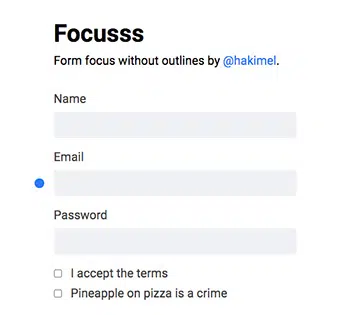 Focusss
Form focus without outlines by @hakimel.
Name
Email
Password
I accept the terms
Pineapple on pizza is a crime